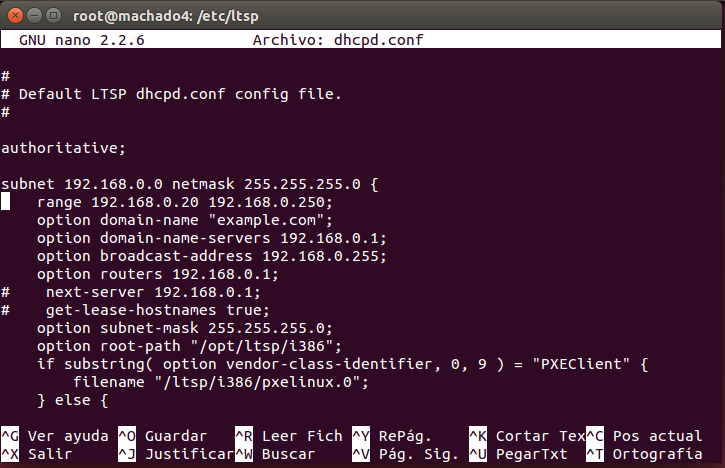 root@machado4: /etc/ltsp
GNU nano 2.2.6 Archivo: dhcpd.conf
#
# Default LTSP dhcpd.conf config file.
#
authoritative;
subnet 192.168.0.0 netmask 255.255.255.0 {
    range 192.168.0.20 192.168.0.250;
    option domain-name "example.com";
    option domain-name-servers 192.168.0.1;
    option broadcast-address 192.168.0.255;
    option routers 192.168.0.1;
#    next-server 192.168.0.1;
#    get-lease-hostnames true;
    option subnet-mask 255.255.255.0;
    option root-path "/opt/ltsp/i386";
    if substring( option vendor-class-identifier, 0, 9 ) = "PXEClient" {
        filename "/ltsp/i386/pxelinux.0";
    } else {
^G Ver ayuda ^O Guardar ^R Leer Fich ^Y RePág. ^K Cortar Tex ^C Pos actual
^X Salir ^J Justificar ^W Buscar ^V Pág. Sig. ^U PegarTxt ^T Ortografía